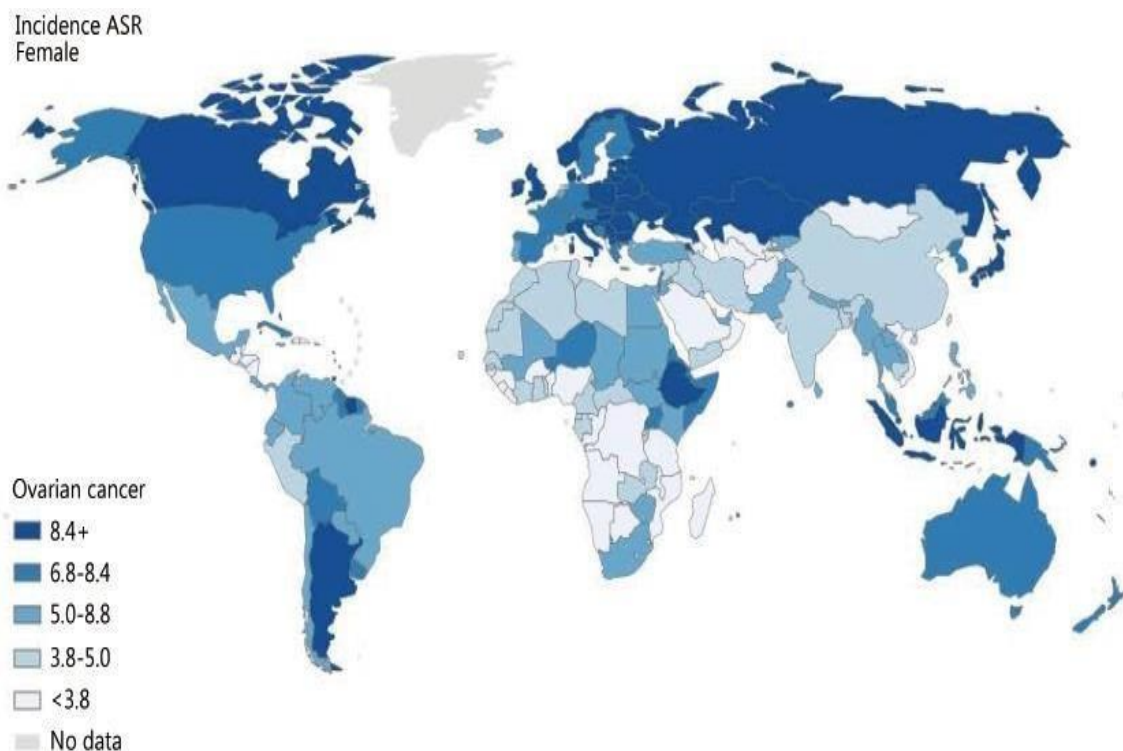 Incidence ASR
Female
Ovarian cancer
8.4+
6.8-8.4
5.0-8.8
3.8-5.0
<3.8
No data